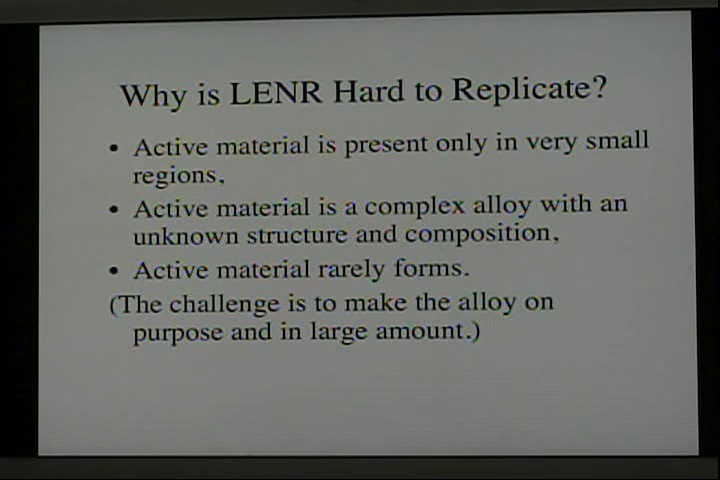 Why is LENR Hard to Replicate?
• Active material is present only in very small
regions,
• Active material is a complex alloy with an
unknown structure and composition,
• Active material rarely forms.
(The challenge is to make the alloy on
purpose and in large amount.)